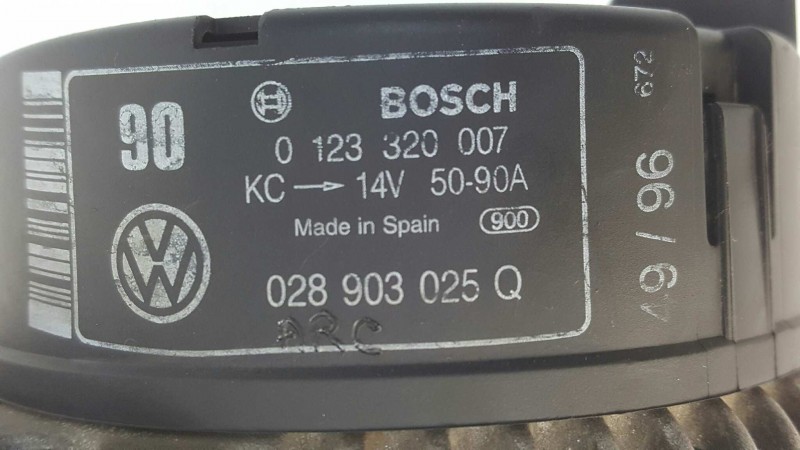 90
BOSCH
0 123 320 007
KC → 14V 50-90A
Made in Spain 900
VW
028 903 025 Q
ARC
49/96 672